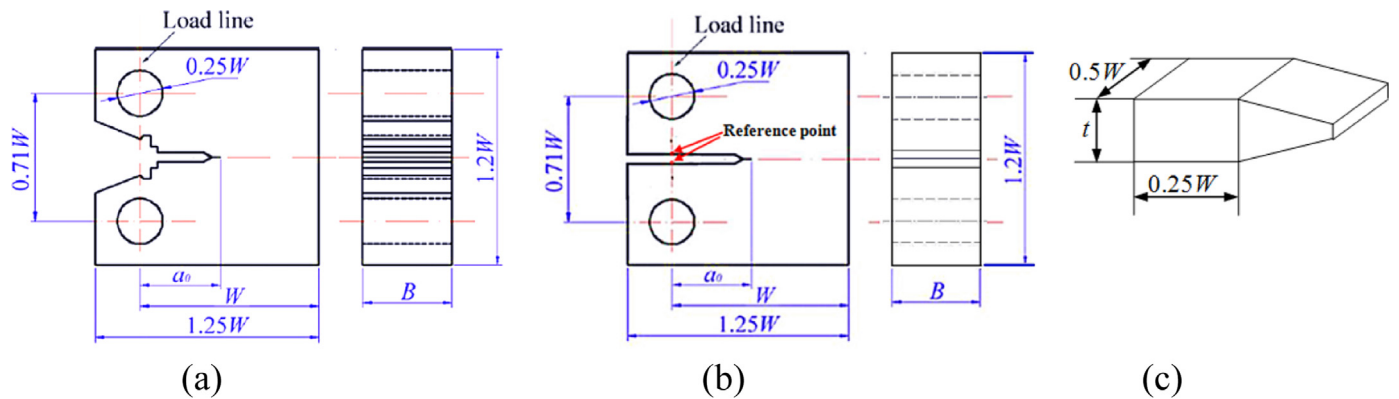 Load line
0.25W
0.71W
a₀
W
1.25W
B
1.2W
(a)
Load line
0.25W
Reference point
0.71W
a₀
W
1.25W
B
1.2W
(b)
0.5W
t
0.25W
(c)